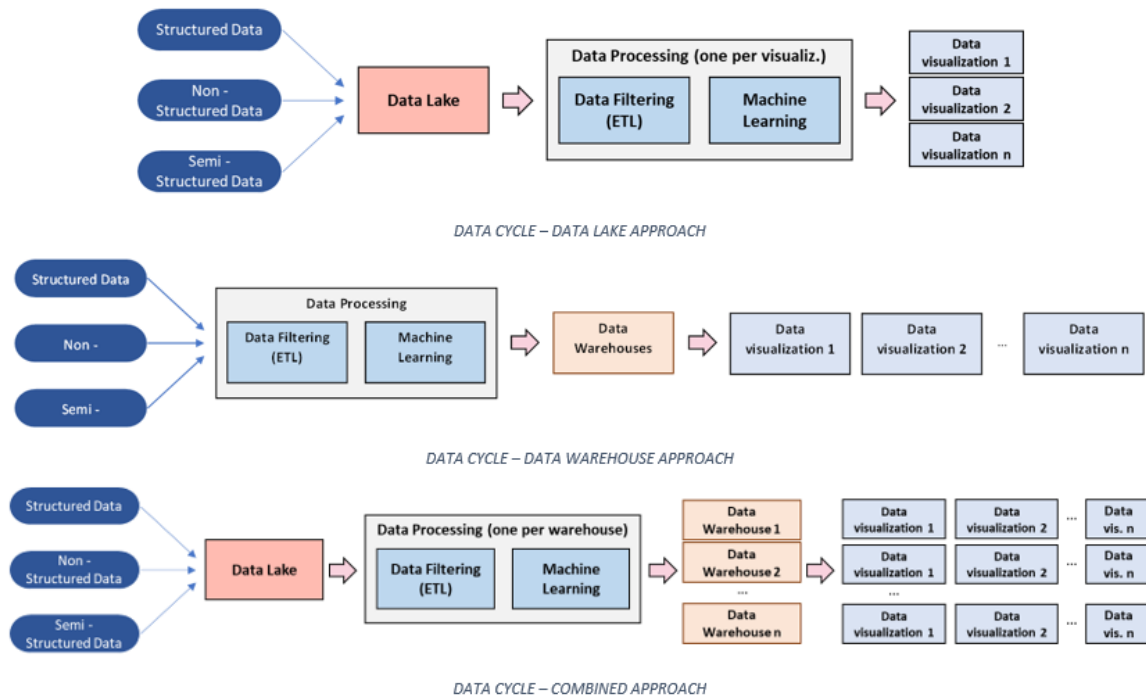 Structured Data
Non -
Structured Data
Semi -
Structured Data
Data Lake
Data Processing (one per visualiz.)
Data Filtering
(ETL)
Machine
Learning
Data
visualization 1
Data
visualization 2
Data
visualization n
DATA CYCLE – DATA LAKE APPROACH
Structured Data
Non -
Semi -
Data Processing
Data Filtering
(ETL)
Machine
Learning
Data
Warehouses
Data
visualization 1
Data
visualization 2
...
Data
visualization n
DATA CYCLE – DATA WAREHOUSE APPROACH
Structured Data
Non -
Structured Data
Semi -
Structured Data
Data Lake
Data Processing (one per warehouse)
Data Filtering
(ETL)
Machine
Learning
Data
Warehouse 1
Data
Warehouse 2
...
Data
Warehouse n
Data
visualization 1
Data
visualization 2
...
Data
vis. n
Data
visualization 1
Data
visualization 2
...
Data
vis. n
...
Data
visualization 1
Data
visualization 2
...
Data
vis. n
DATA CYCLE – COMBINED APPROACH